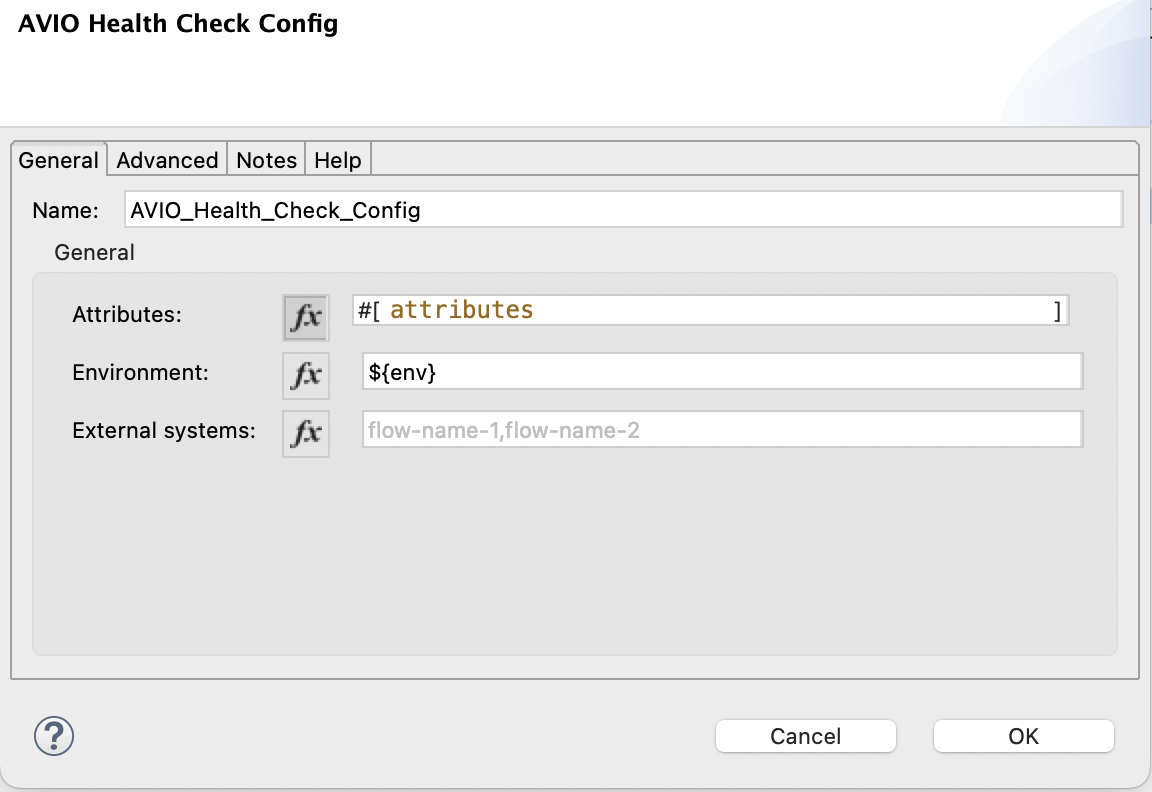 AVIO Health Check Config
General Advanced Notes Help
Name: AVIO_Health_Check_Config
General
Attributes: fx #[ attributes ]
Environment: fx ${env}
External systems: fx flow-name-1,flow-name-2
? Cancel OK